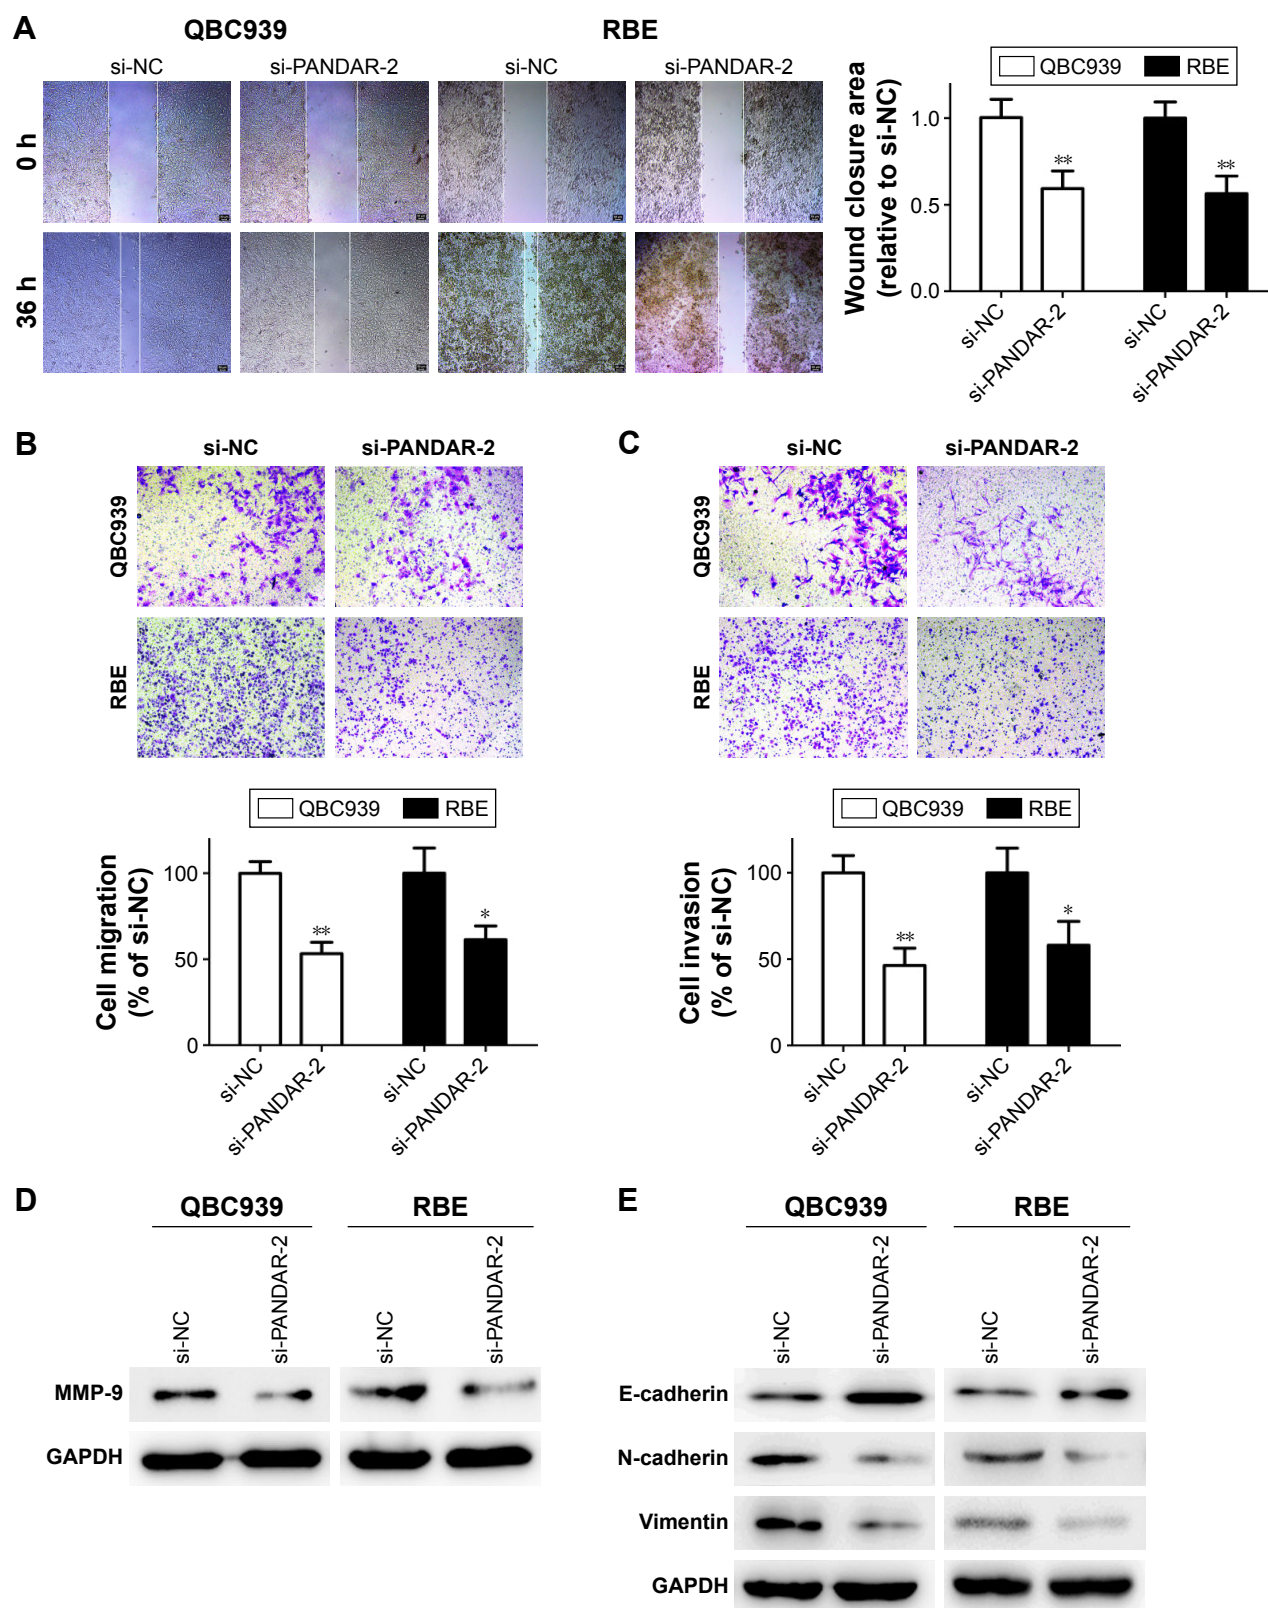 A
QBC939
RBE
si-NC
si-PANDAR-2
si-NC
si-PANDAR-2
0 h
36 h
QBC939
RBE
Wound closure area
(relative to si-NC)
1.0
0.5
0.0
**
**
si-NC
si-PANDAR-2
si-NC
si-PANDAR-2
B
si-NC
si-PANDAR-2
QBC939
RBE
QBC939
RBE
Cell migration
(% of si-NC)
100
50
0
**
*
si-NC
si-PANDAR-2
si-NC
si-PANDAR-2
C
si-NC
si-PANDAR-2
QBC939
RBE
QBC939
RBE
Cell invasion
(% of si-NC)
100
50
0
**
*
si-NC
si-PANDAR-2
si-NC
si-PANDAR-2
D
QBC939
RBE
si-NC
si-PANDAR-2
si-NC
si-PANDAR-2
MMP-9
GAPDH
E
QBC939
RBE
si-NC
si-PANDAR-2
si-NC
si-PANDAR-2
E-cadherin
N-cadherin
Vimentin
GAPDH